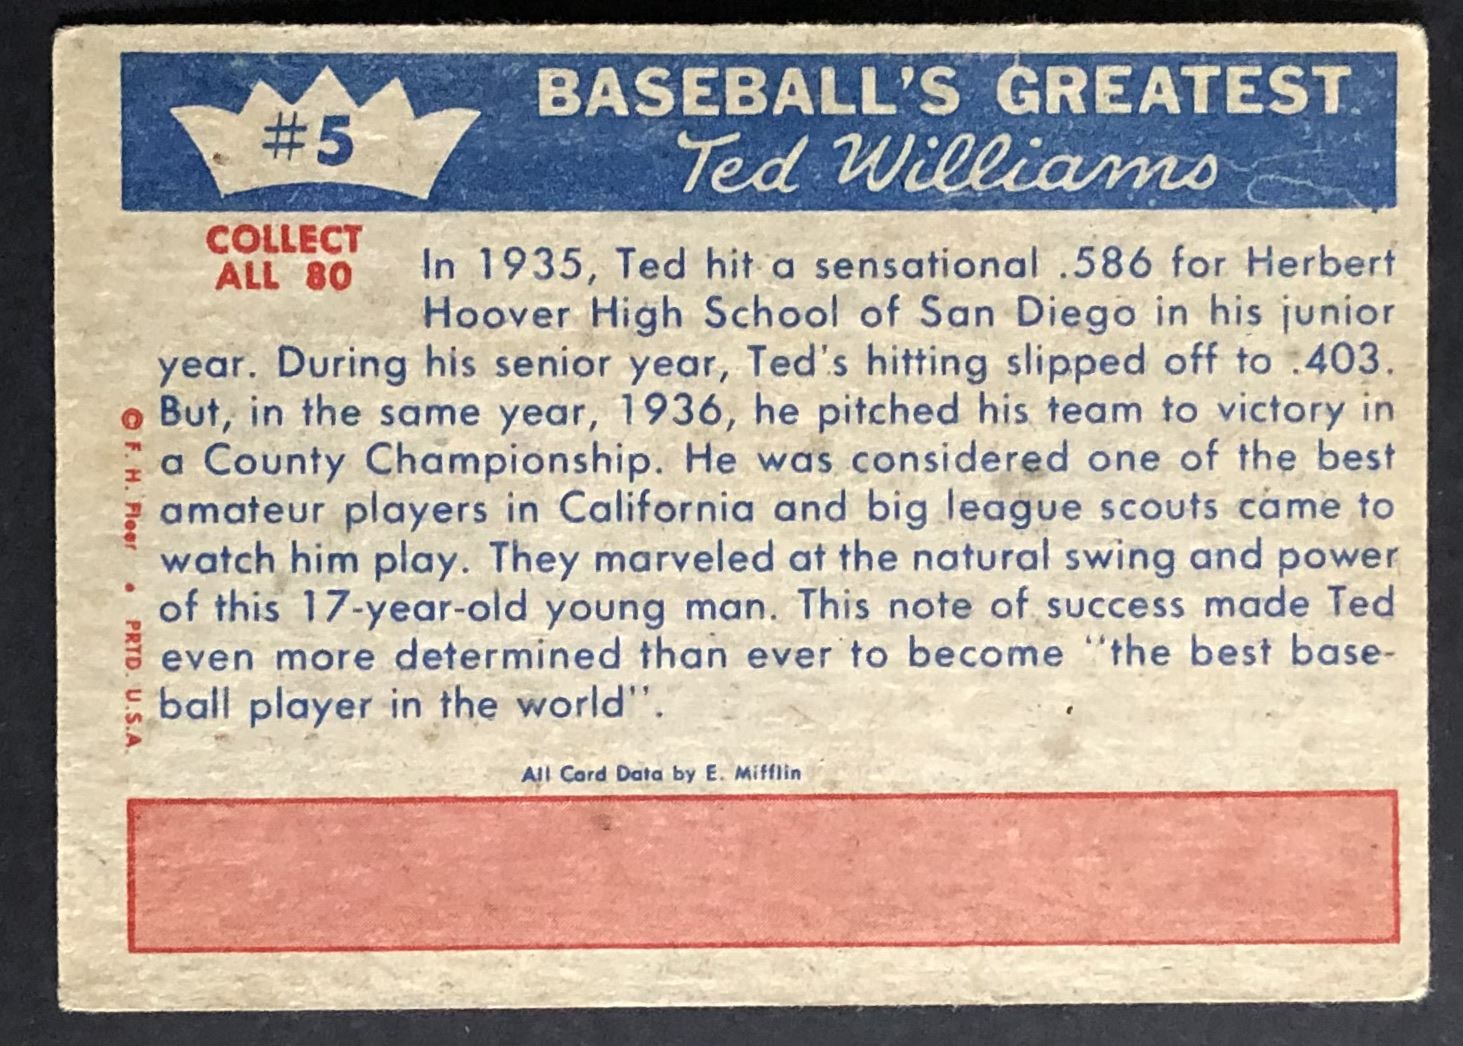 #5
BASEBALL'S GREATEST
Ted Williams
COLLECT
ALL 80
In 1935, Ted hit a sensational .586 for Herbert
Hoover High School of San Diego in his junior
year. During his senior year, Ted's hitting slipped off to .403.
But, in the same year, 1936, he pitched his team to victory in
a County Championship. He was considered one of the best
amateur players in California and big league scouts came to
watch him play. They marveled at the natural swing and power
of this 17-year-old young man. This note of success made Ted
even more determined than ever to become "the best base-
ball player in the world".
© F. H. Fleer • PRTD. U.S.A.
All Card Data by E. Mifflin